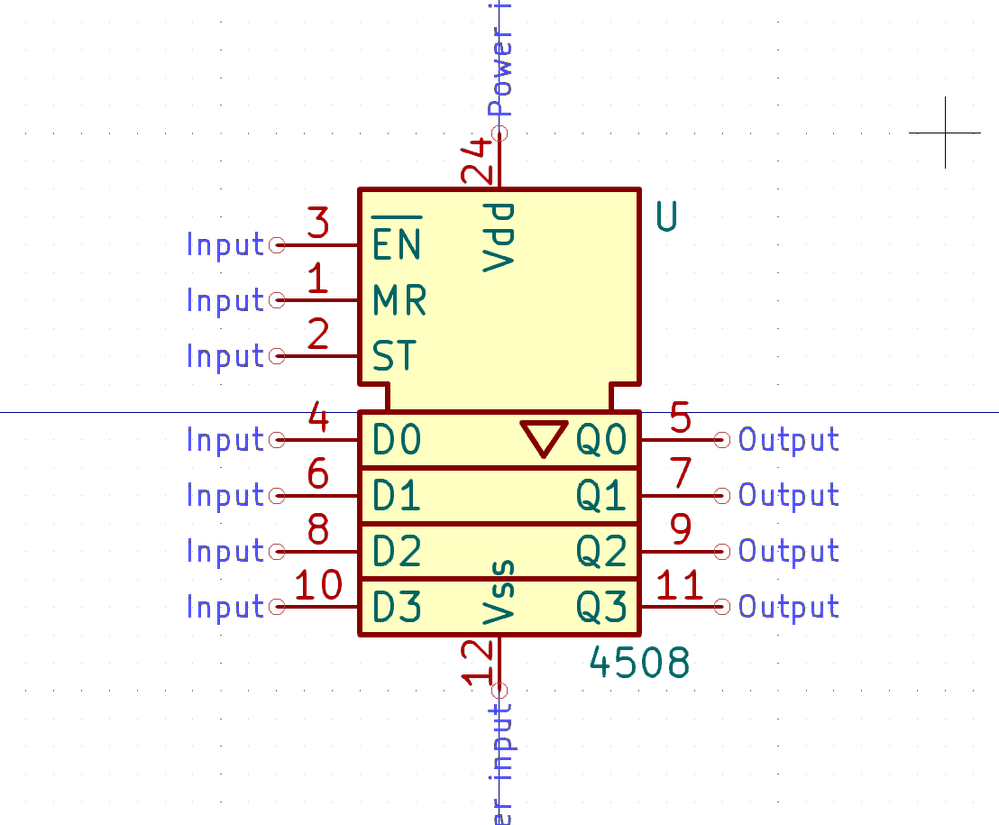 Power i
24
Vdd
U
Input 3 EN
Input 1 MR
Input 2 ST
Input 4 D0 Q0 5 Output
Input 6 D1 Q1 7 Output
Input 8 D2 Q2 9 Output
Input 10 D3 Q3 11 Output
Vss
12
4508
er input